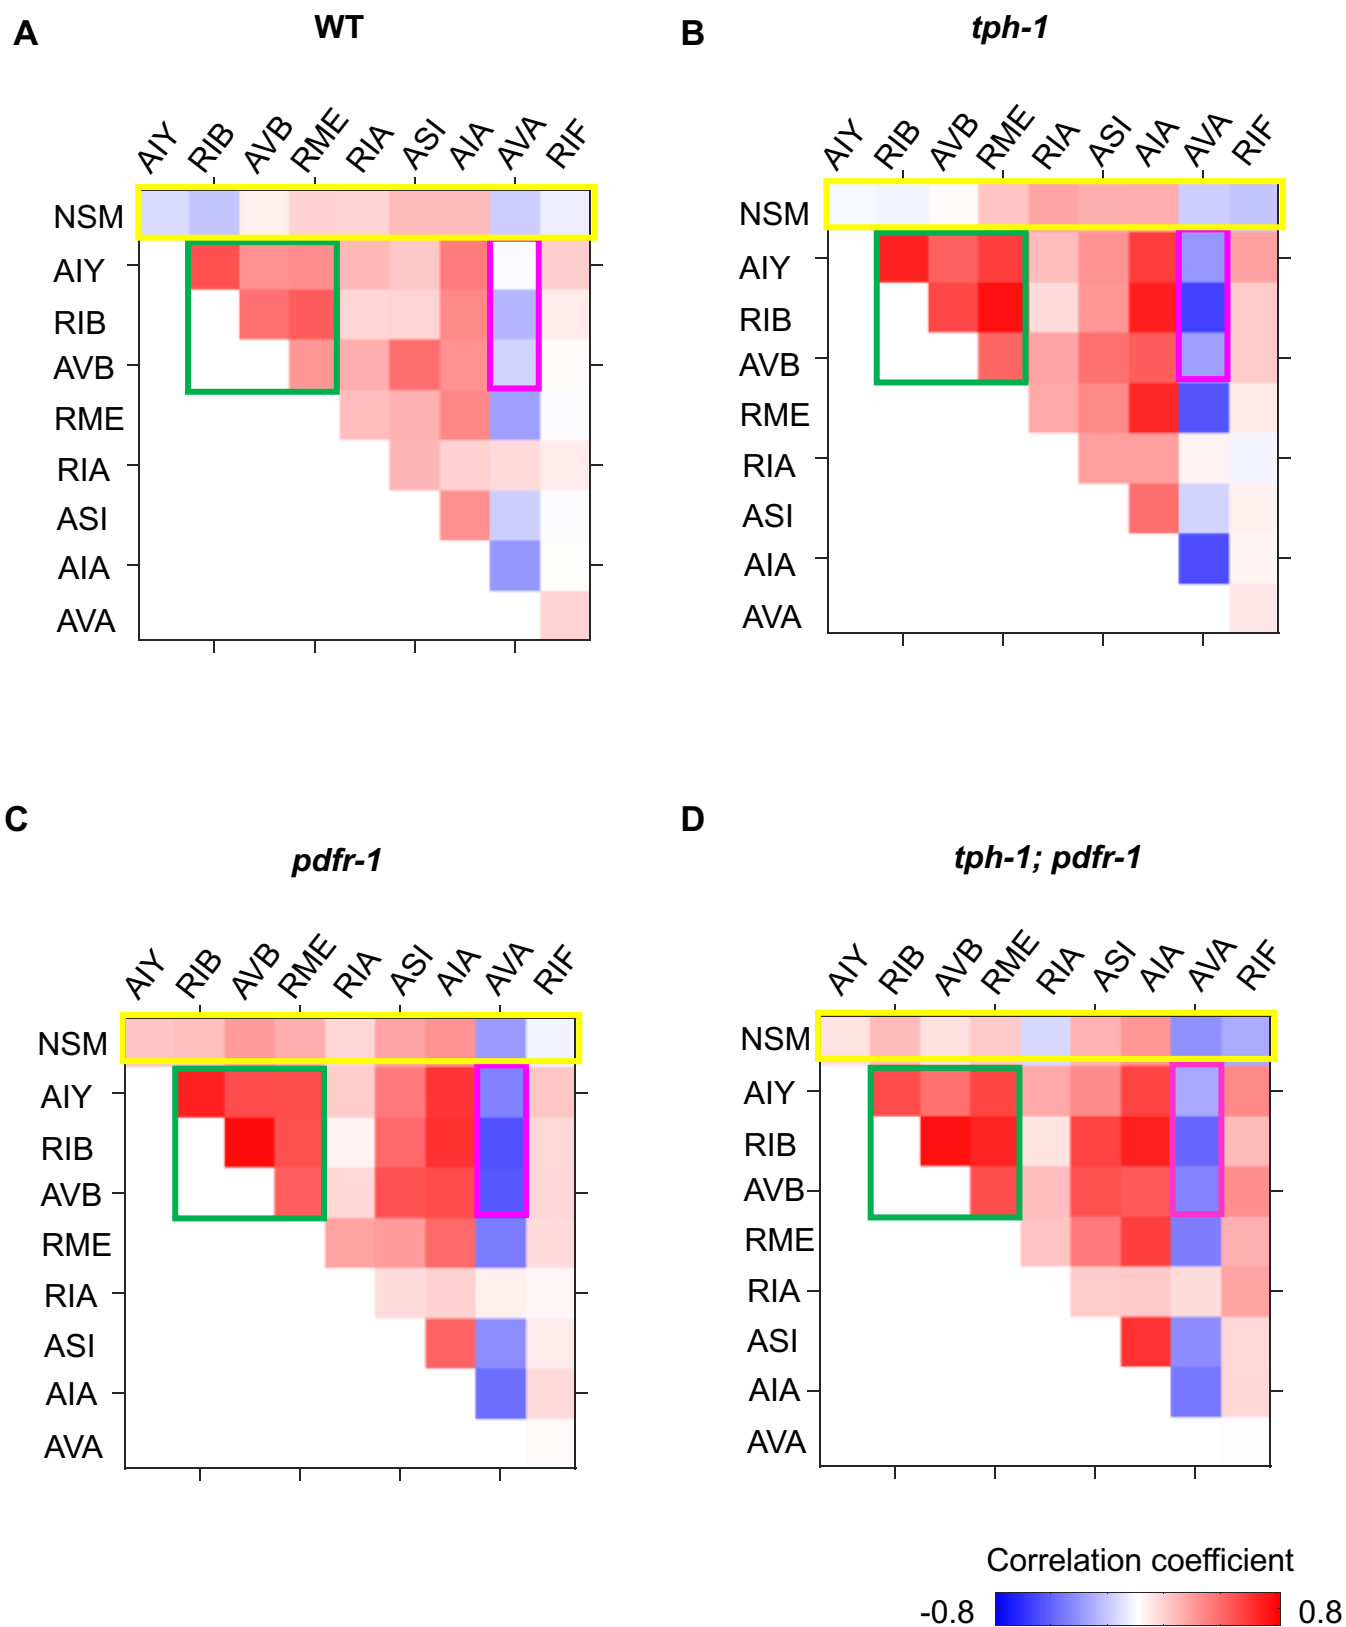 A
WT
AIY RIB AVB RME RIA ASI AIA AVA RIF
NSM
AIY
RIB
AVB
RME
RIA
ASI
AIA
AVA
B
tph-1
AIY RIB AVB RME RIA ASI AIA AVA RIF
NSM
AIY
RIB
AVB
RME
RIA
ASI
AIA
AVA
C
pdfr-1
AIY RIB AVB RME RIA ASI AIA AVA RIF
NSM
AIY
RIB
AVB
RME
RIA
ASI
AIA
AVA
D
tph-1; pdfr-1
AIY RIB AVB RME RIA ASI AIA AVA RIF
NSM
AIY
RIB
AVB
RME
RIA
ASI
AIA
AVA
Correlation coefficient
-0.8 0.8